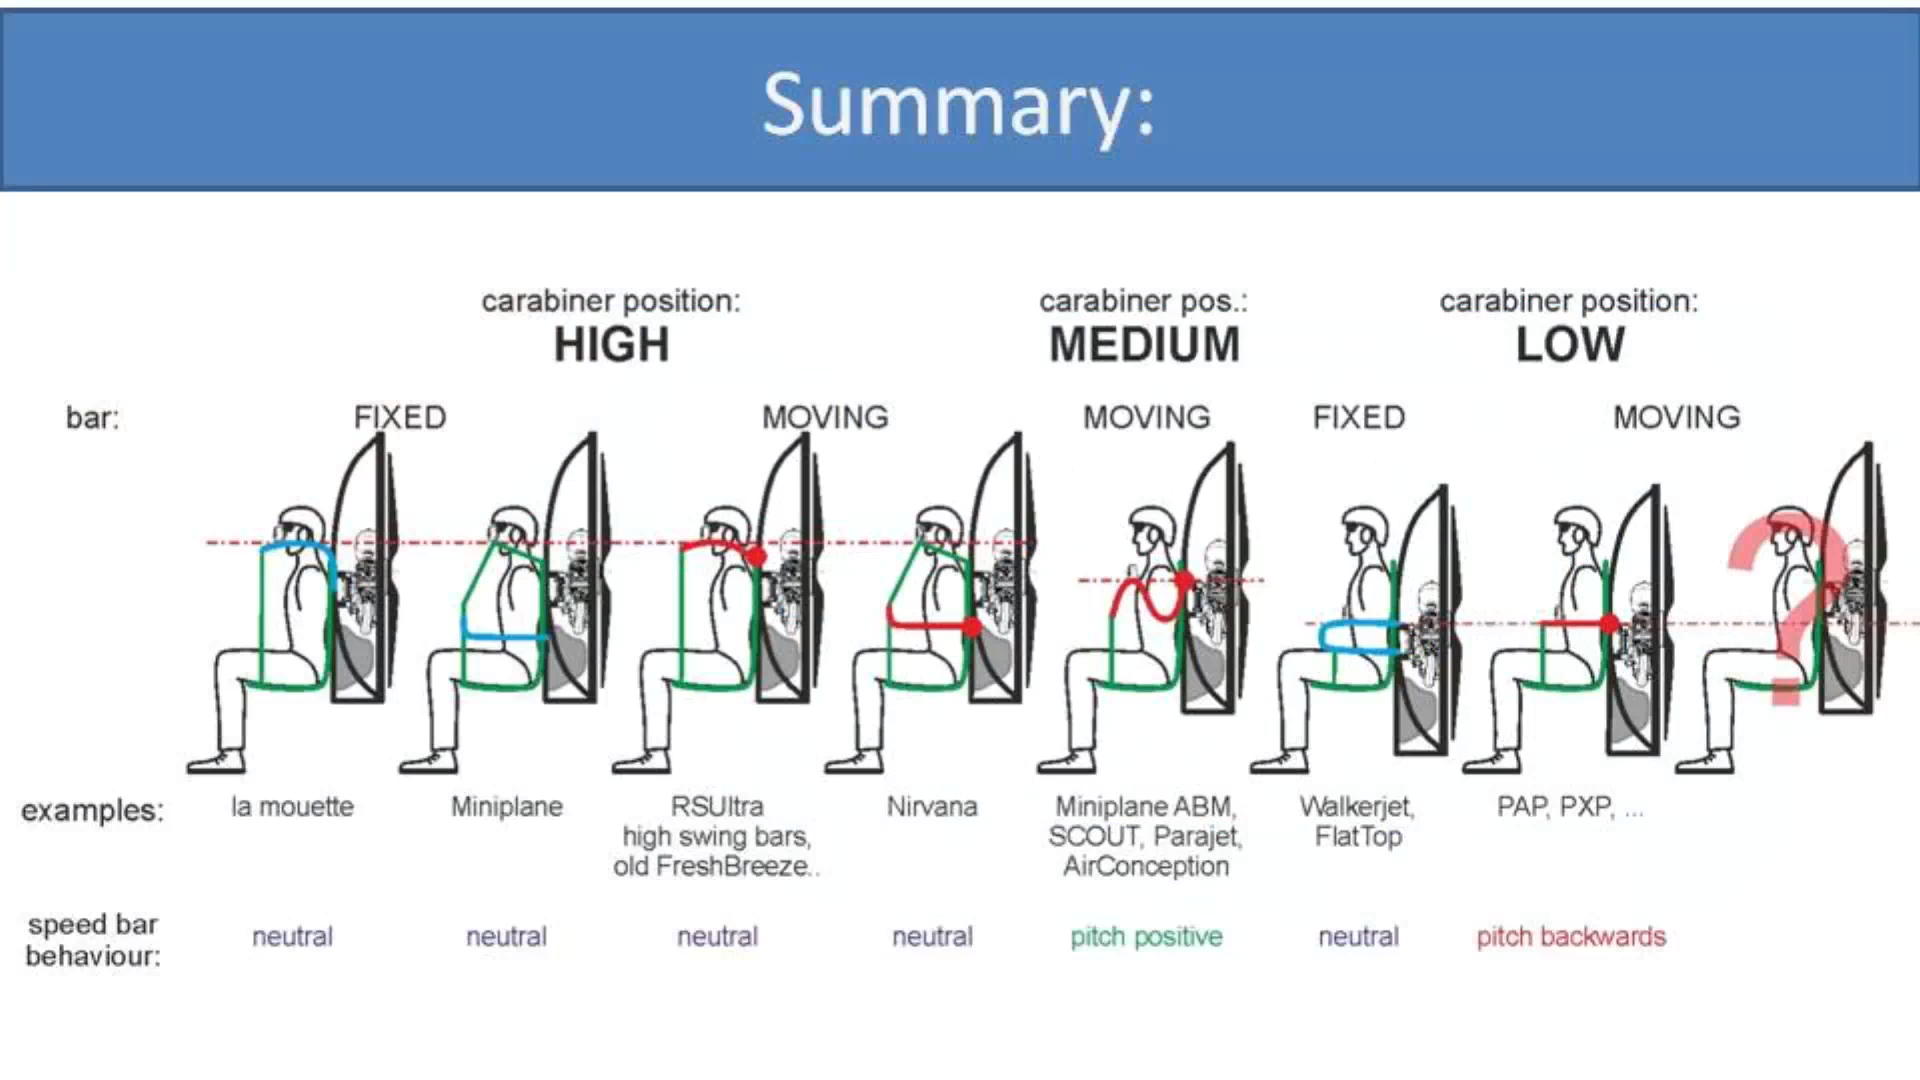 Summary:
carabiner position:
HIGH
carabiner pos.:
MEDIUM
carabiner position:
LOW
bar:
FIXED
MOVING
MOVING
FIXED
MOVING
?
examples:
la mouette
Miniplane
RSUltra
high swing bars,
old FreshBreeze..
Nirvana
Miniplane ABM,
SCOUT, Parajet,
AirConception
Walkerjet,
FlatTop
PAP, PXP, ...
speed bar
behaviour:
neutral
neutral
neutral
neutral
pitch positive
neutral
pitch backwards